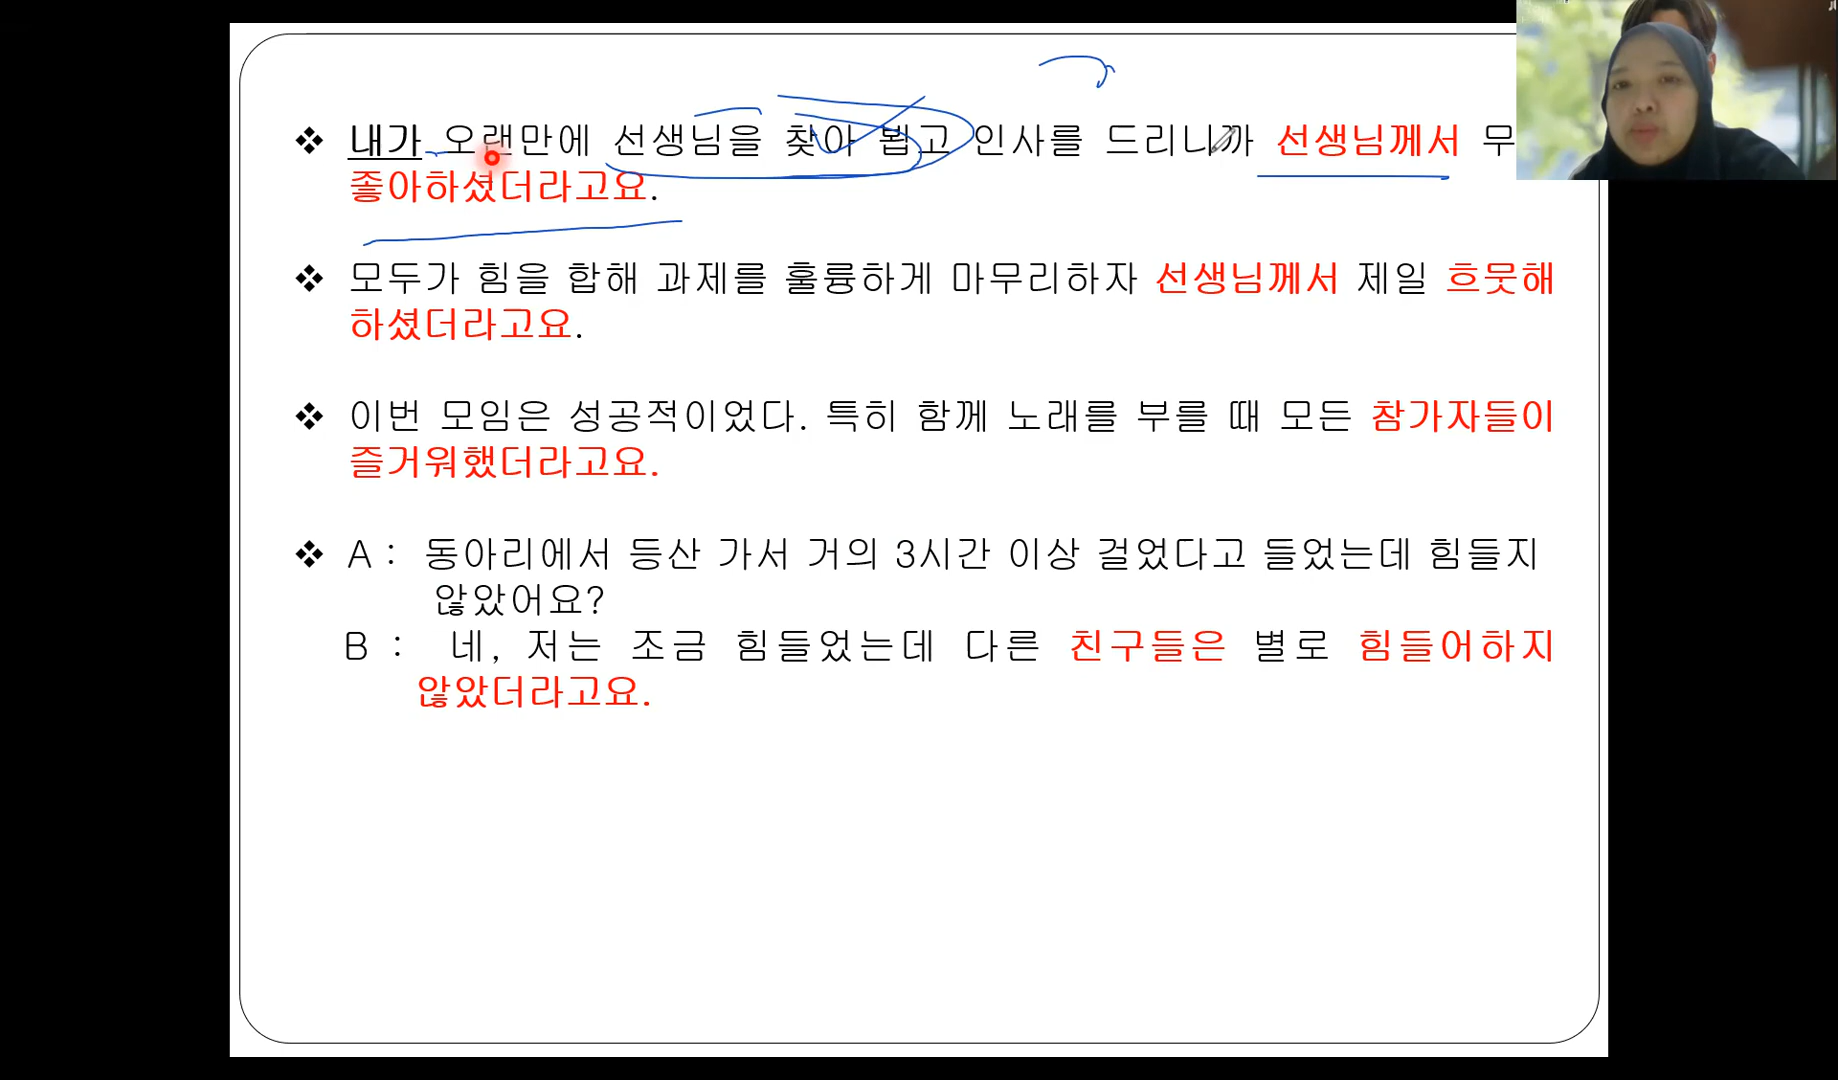 ❖ 내가 오랜만에 선생님을 찾아 뵙고 인사를 드리니까 선생님께서 무
좋아하셨더라고요.
❖ 모두가 힘을 합해 과제를 훌륭하게 마무리하자 선생님께서 제일 흐뭇해
하셨더라고요.
❖ 이번 모임은 성공적이었다. 특히 함께 노래를 부를 때 모든 참가자들이
즐거워했더라고요.
❖ A : 동아리에서 등산 가서 거의 3시간 이상 걸었다고 들었는데 힘들지
않았어요?
B : 네, 저는 조금 힘들었는데 다른 친구들은 별로 힘들어하지
않았더라고요.